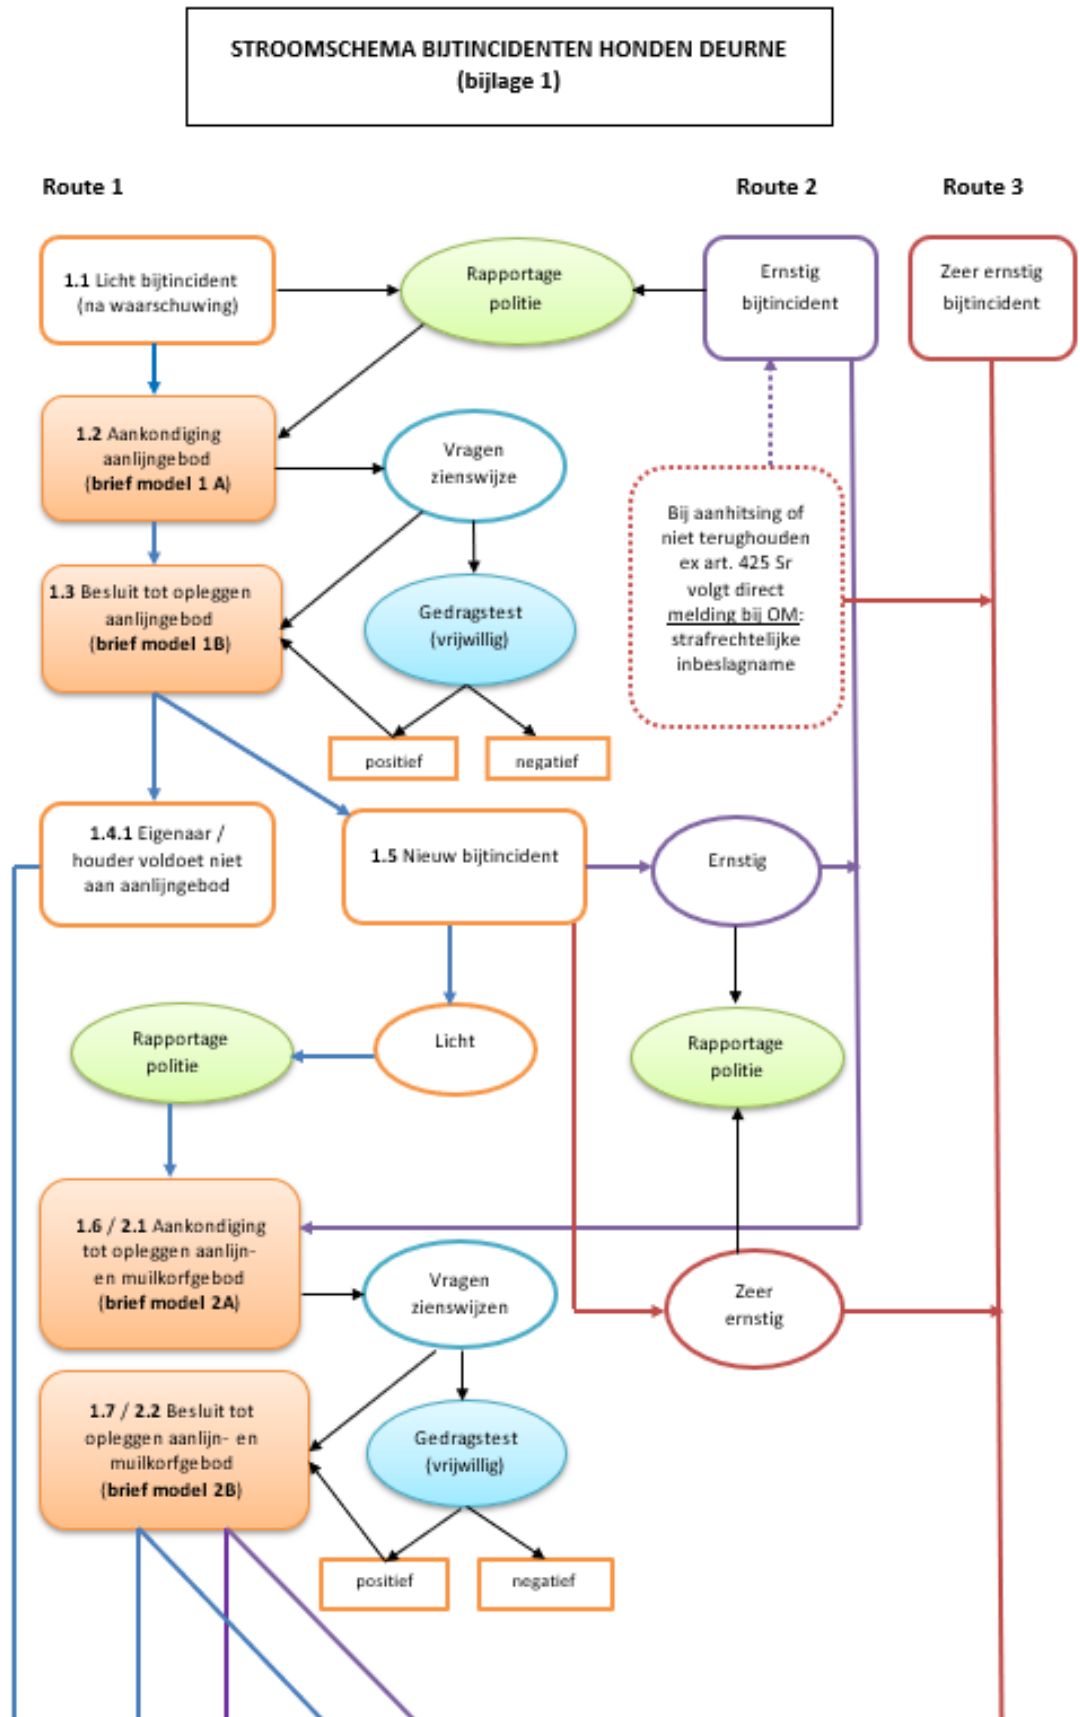 STROOMSCHEMA BIJTINCIDENTEN HONDEN DEURNE
(bijlage 1)
Route 1
Route 2
Route 3
1.1 Licht bijtincident
(na waarschuwing)
Rapportage
politie
Ernstig
bijtincident
Zeer ernstig
bijtincident
1.2 Aankondiging
aanlijngebod
(brief model 1 A)
Vragen
zienswijze
Bij aanhitsing of
niet terughouden
ex art. 425 Sr
volgt direct
melding bij OM:
strafrechtelijke
inbeslagname
1.3 Besluit tot opleggen
aanlijngebod
(brief model 1B)
Gedragstest
(vrijwillig)
positief
negatief
1.4.1 Eigenaar /
houder voldoet niet
aan aanlijngebod
1.5 Nieuw bijtincident
Ernstig
Rapportage
politie
Licht
Rapportage
politie
1.6 / 2.1 Aankondiging
tot opleggen aanlijn-
en muilkorfgebod
(brief model 2A)
Vragen
zienswijzen
Zeer
ernstig
1.7 / 2.2 Besluit tot
opleggen aanlijn- en
muilkorfgebod
(brief model 2B)
Gedragstest
(vrijwillig)
positief
negatief